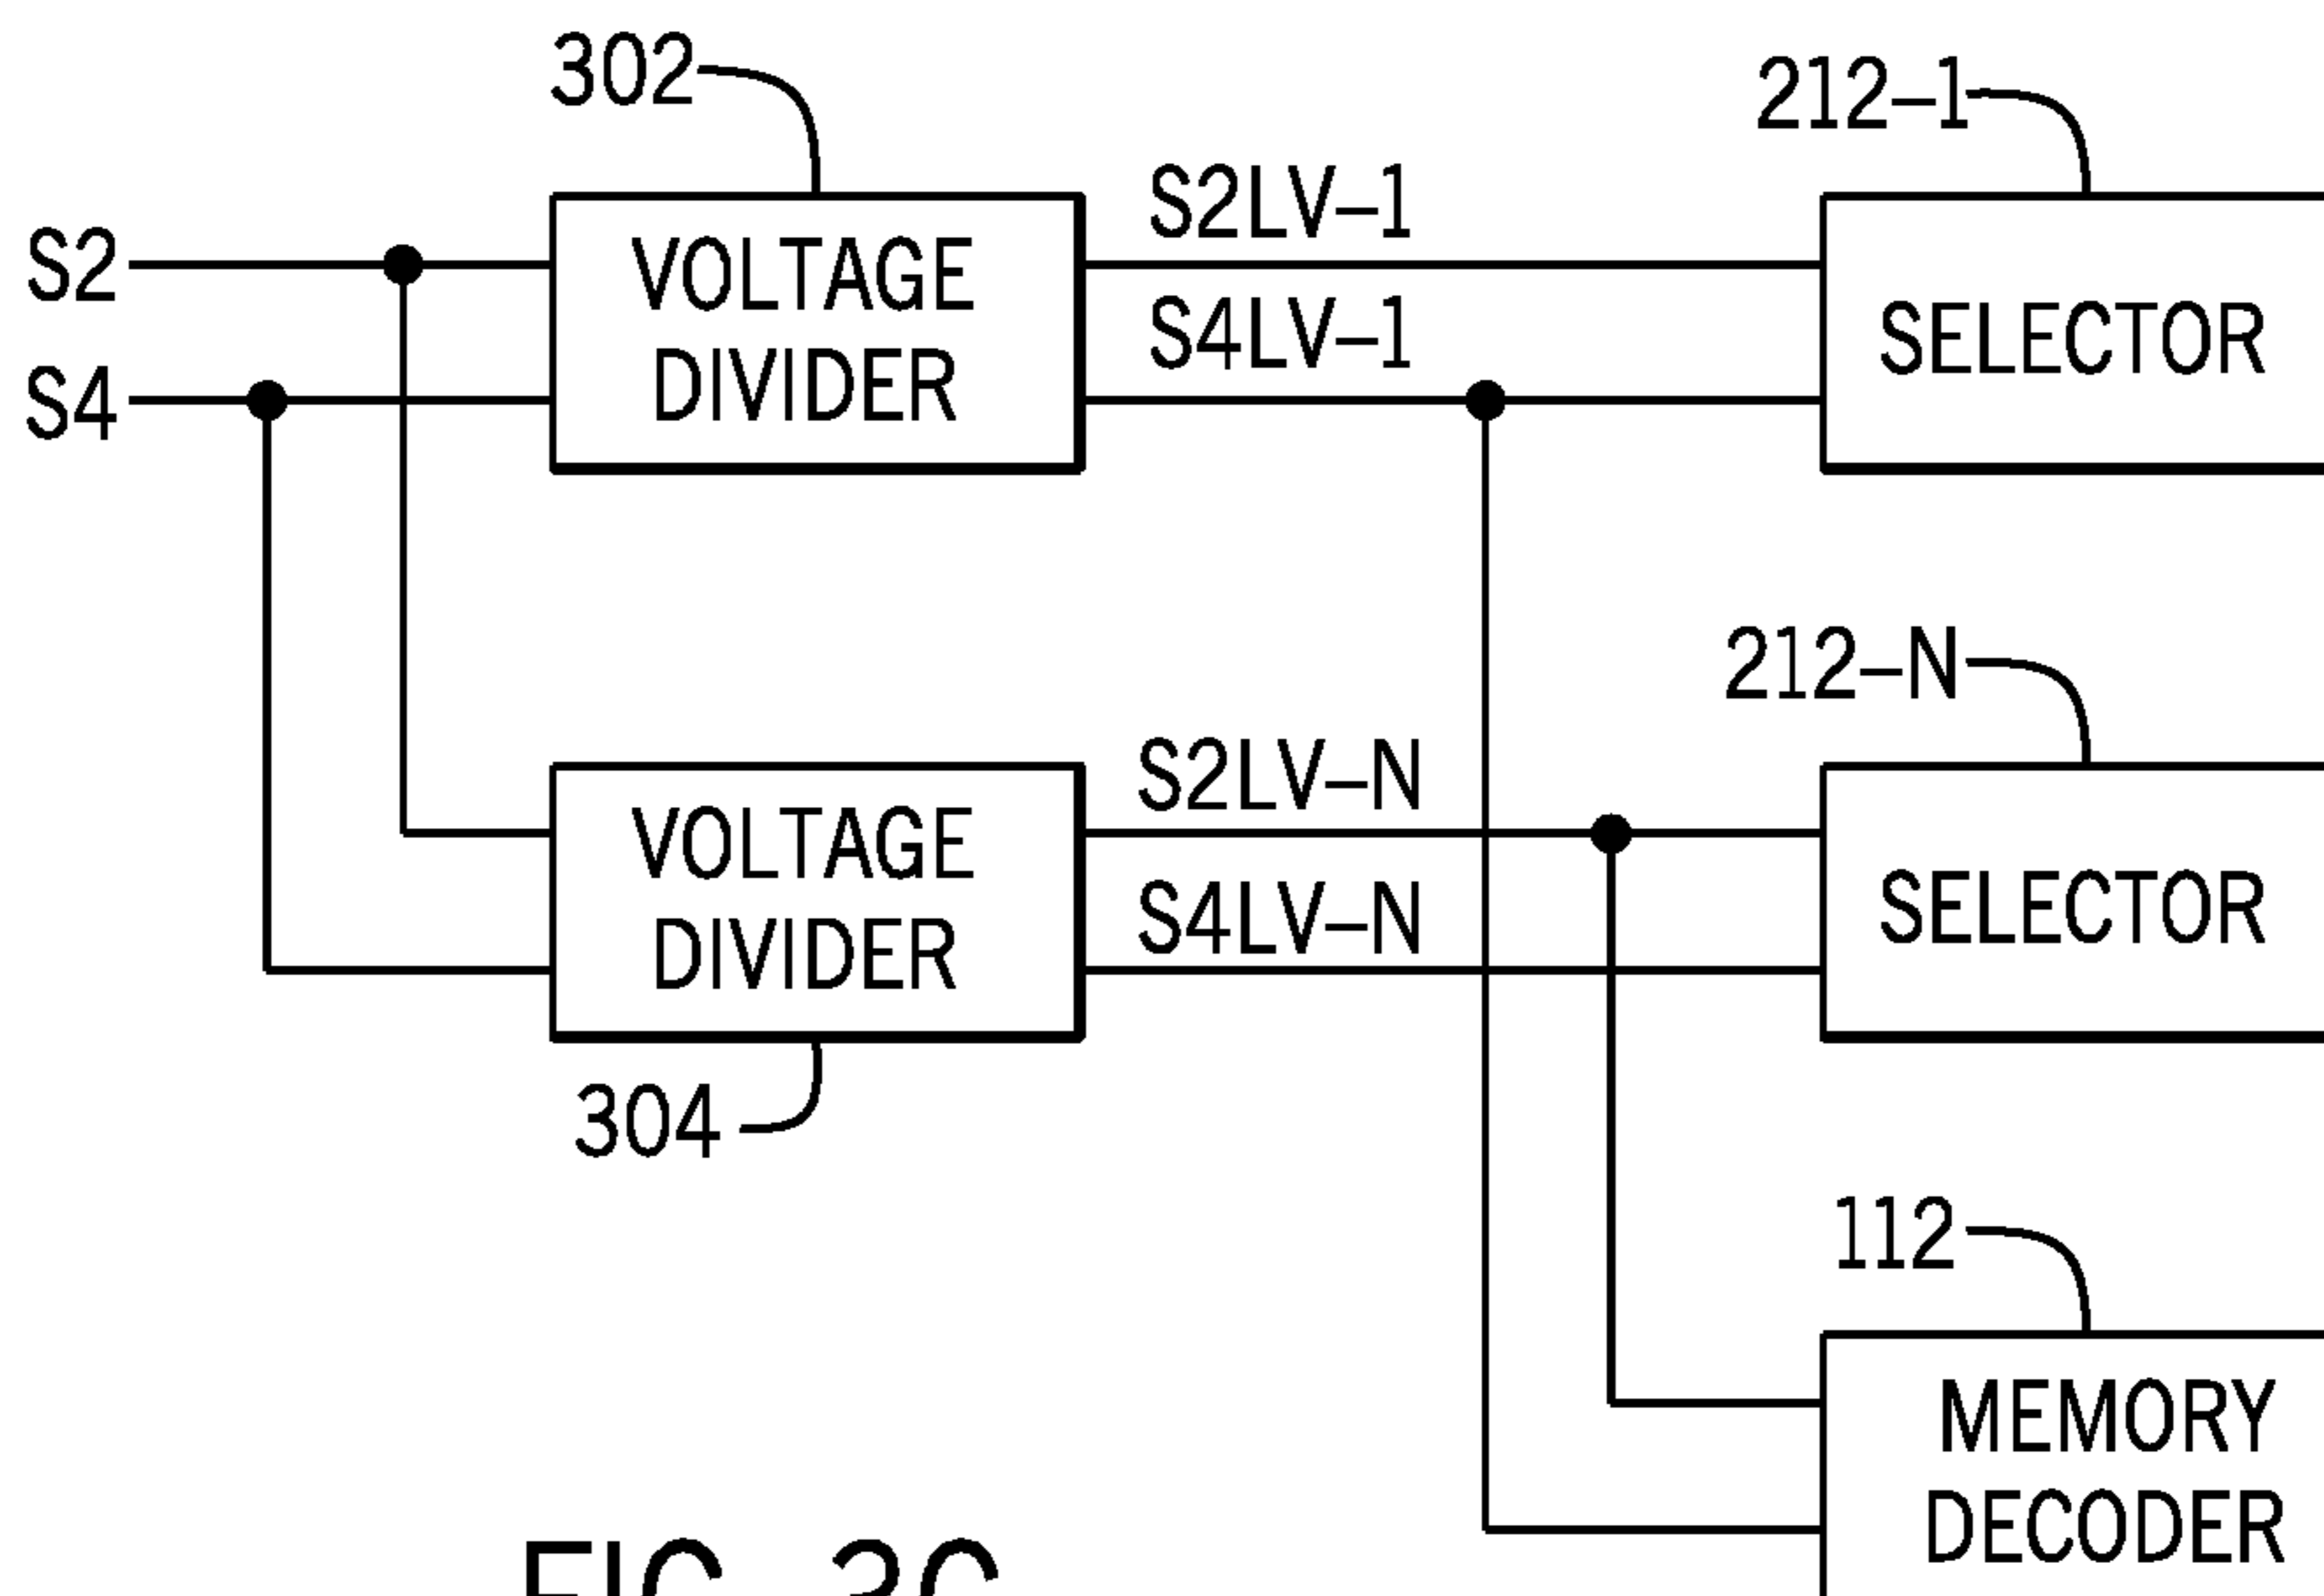 302
212–1
S2
VOLTAGE
DIVIDER
S2LV–1
S4LV–1
SELECTOR
S4
212–N
VOLTAGE
DIVIDER
S2LV–N
S4LV–N
SELECTOR
304
112
MEMORY
DECODER